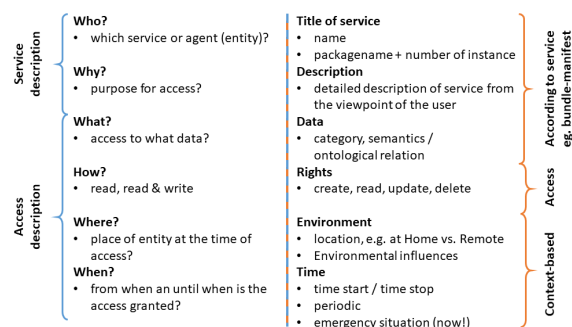 Service
description
Access
description
Who?
• which service or agent (entity)?
Why?
• purpose for access?
What?
• access to what data?
How?
• read, read & write
Where?
• place of entity at the time of
access?
When?
• from when an until when is the
access granted?
Title of service
• name
• packagename + number of instance
Description
• detailed description of service from
the viewpoint of the user
Data
• category, semantics /
ontological relation
Rights
• create, read, update, delete
Environment
• location, e.g. at Home vs. Remote
• Environmental influences
Time
• time start / time stop
• periodic
• emergency situation (now!)
According to service
eg. bundle-manifest
Access
Context-based